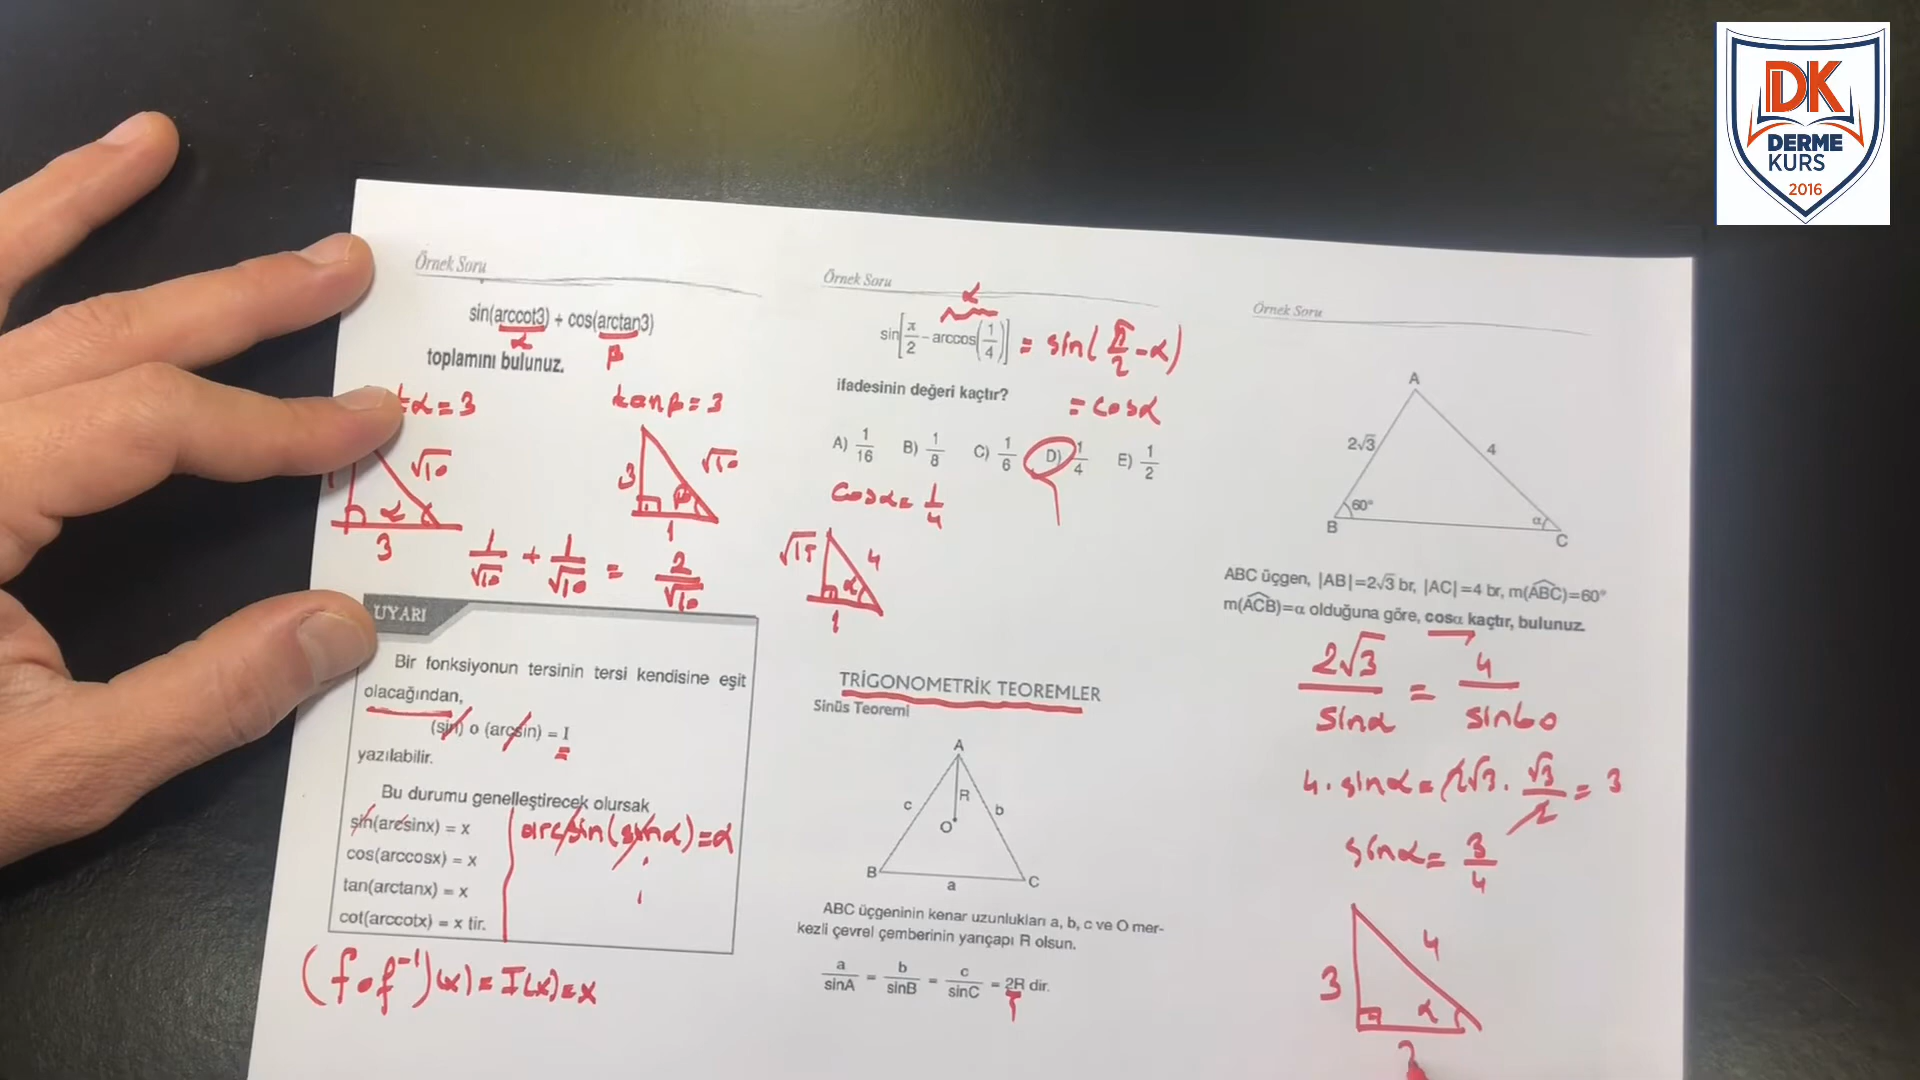 DK
DERME
KURS
2016
Örnek Soru
sin(arccot3) + cos(arctan3)
α β
toplamını bulunuz.
tα = 3
tanβ = 3
√10
α
3
3
√10
β
1
1/√10 + 1/√10 = 2/√10
UYARI
Bir fonksiyonun tersinin tersi kendisine eşit
olacağından,
(sin) o (arcsin) = I
yazılabilir.
Bu durumu genelleştirecek olursak
sin(arcsinx) = x
cos(arccosx) = x
tan(arctanx) = x
cot(arccotx) = x tir.
arcsin(sinα) = α
(fof⁻¹)(x) = I(x) = x
Örnek Soru
α
sin[π/2 - arccos(1/4)] = sin(π/2 - α)
ifadesinin değeri kaçtır?
= cosα
A) 1/16 B) 1/8 C) 1/6 D) 1/4 E) 1/2
cosα = 1/4
√15
4
α
1
TRİGONOMETRİK TEOREMLER
Sinüs Teoremi
A
c
R
b
O
B
a
C
ABC üçgeninin kenar uzunlukları a, b, c ve O mer-
kezli çevrel çemberinin yarıçapı R olsun.
a/sinA = b/sinB = c/sinC = 2R dir.
Örnek Soru
A
2√3
4
60°
α
B
C
ABC üçgen, |AB|=2√3 br, |AC|=4 br, m(ABC)=60°
m(ACB)=α olduğuna göre, cosα kaçtır, bulunuz.
2√3/sinα = 4/sin60
4 . sinα = 2√3 . √3/2 = 3
sinα = 3/4
3
4
α